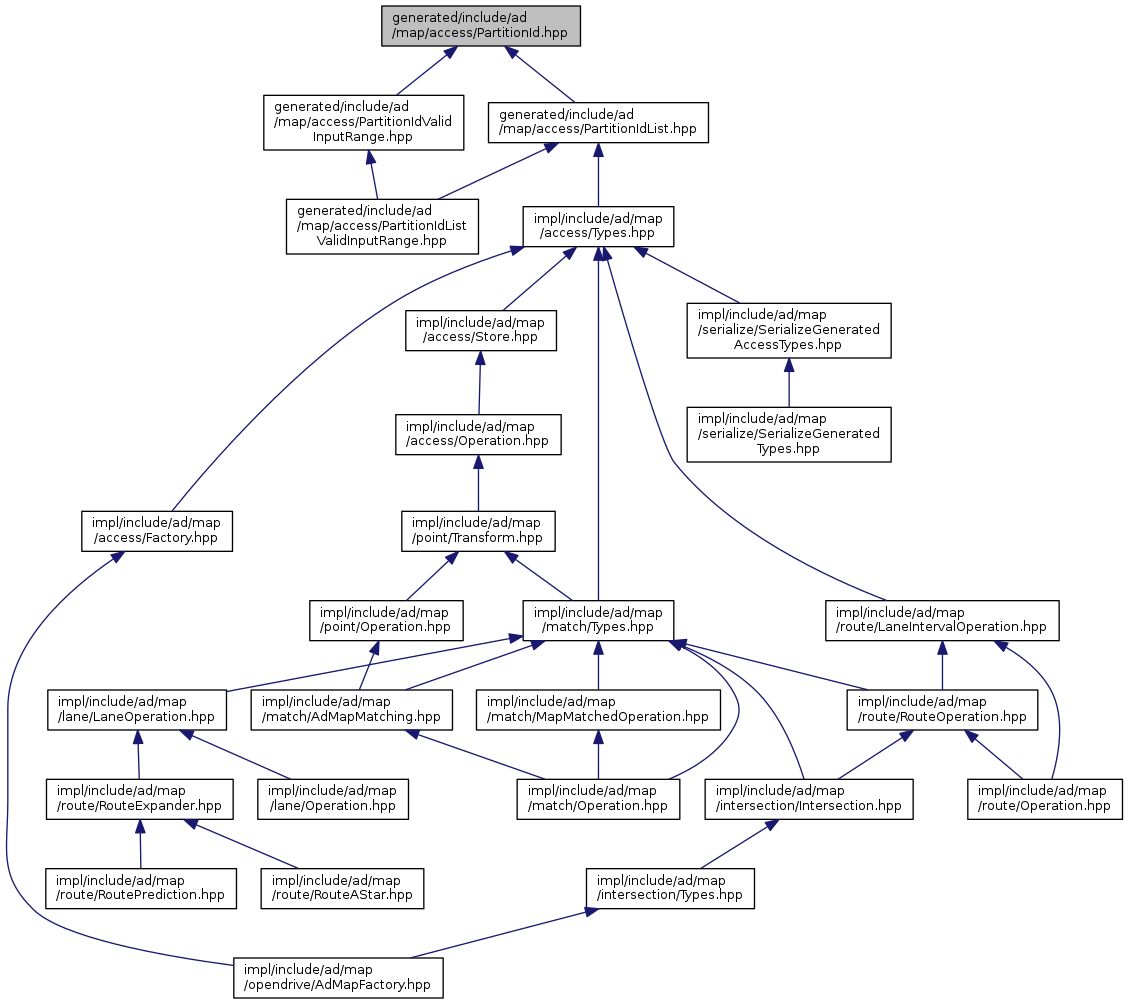 generated/include/ad
/map/access/PartitionId.hpp
generated/include/ad
/map/access/PartitionIdValid
InputRange.hpp
generated/include/ad
/map/access/PartitionIdList.hpp
generated/include/ad
/map/access/PartitionIdList
ValidInputRange.hpp
impl/include/ad/map
/access/Types.hpp
impl/include/ad/map
/access/Store.hpp
impl/include/ad/map
/serialize/SerializeGenerated
AccessTypes.hpp
impl/include/ad/map
/access/Operation.hpp
impl/include/ad/map
/serialize/SerializeGenerated
Types.hpp
impl/include/ad/map
/access/Factory.hpp
impl/include/ad/map
/point/Transform.hpp
impl/include/ad/map
/point/Operation.hpp
impl/include/ad/map
/match/Types.hpp
impl/include/ad/map
/route/LaneIntervalOperation.hpp
impl/include/ad/map
/lane/LaneOperation.hpp
impl/include/ad/map
/match/AdMapMatching.hpp
impl/include/ad/map
/match/MapMatchedOperation.hpp
impl/include/ad/map
/route/RouteOperation.hpp
impl/include/ad/map
/route/RouteExpander.hpp
impl/include/ad/map
/lane/Operation.hpp
impl/include/ad/map
/match/Operation.hpp
impl/include/ad/map
/intersection/Intersection.hpp
impl/include/ad/map
/route/Operation.hpp
impl/include/ad/map
/route/RoutePrediction.hpp
impl/include/ad/map
/route/RouteAStar.hpp
impl/include/ad/map
/intersection/Types.hpp
impl/include/ad/map
/opendrive/AdMapFactory.hpp